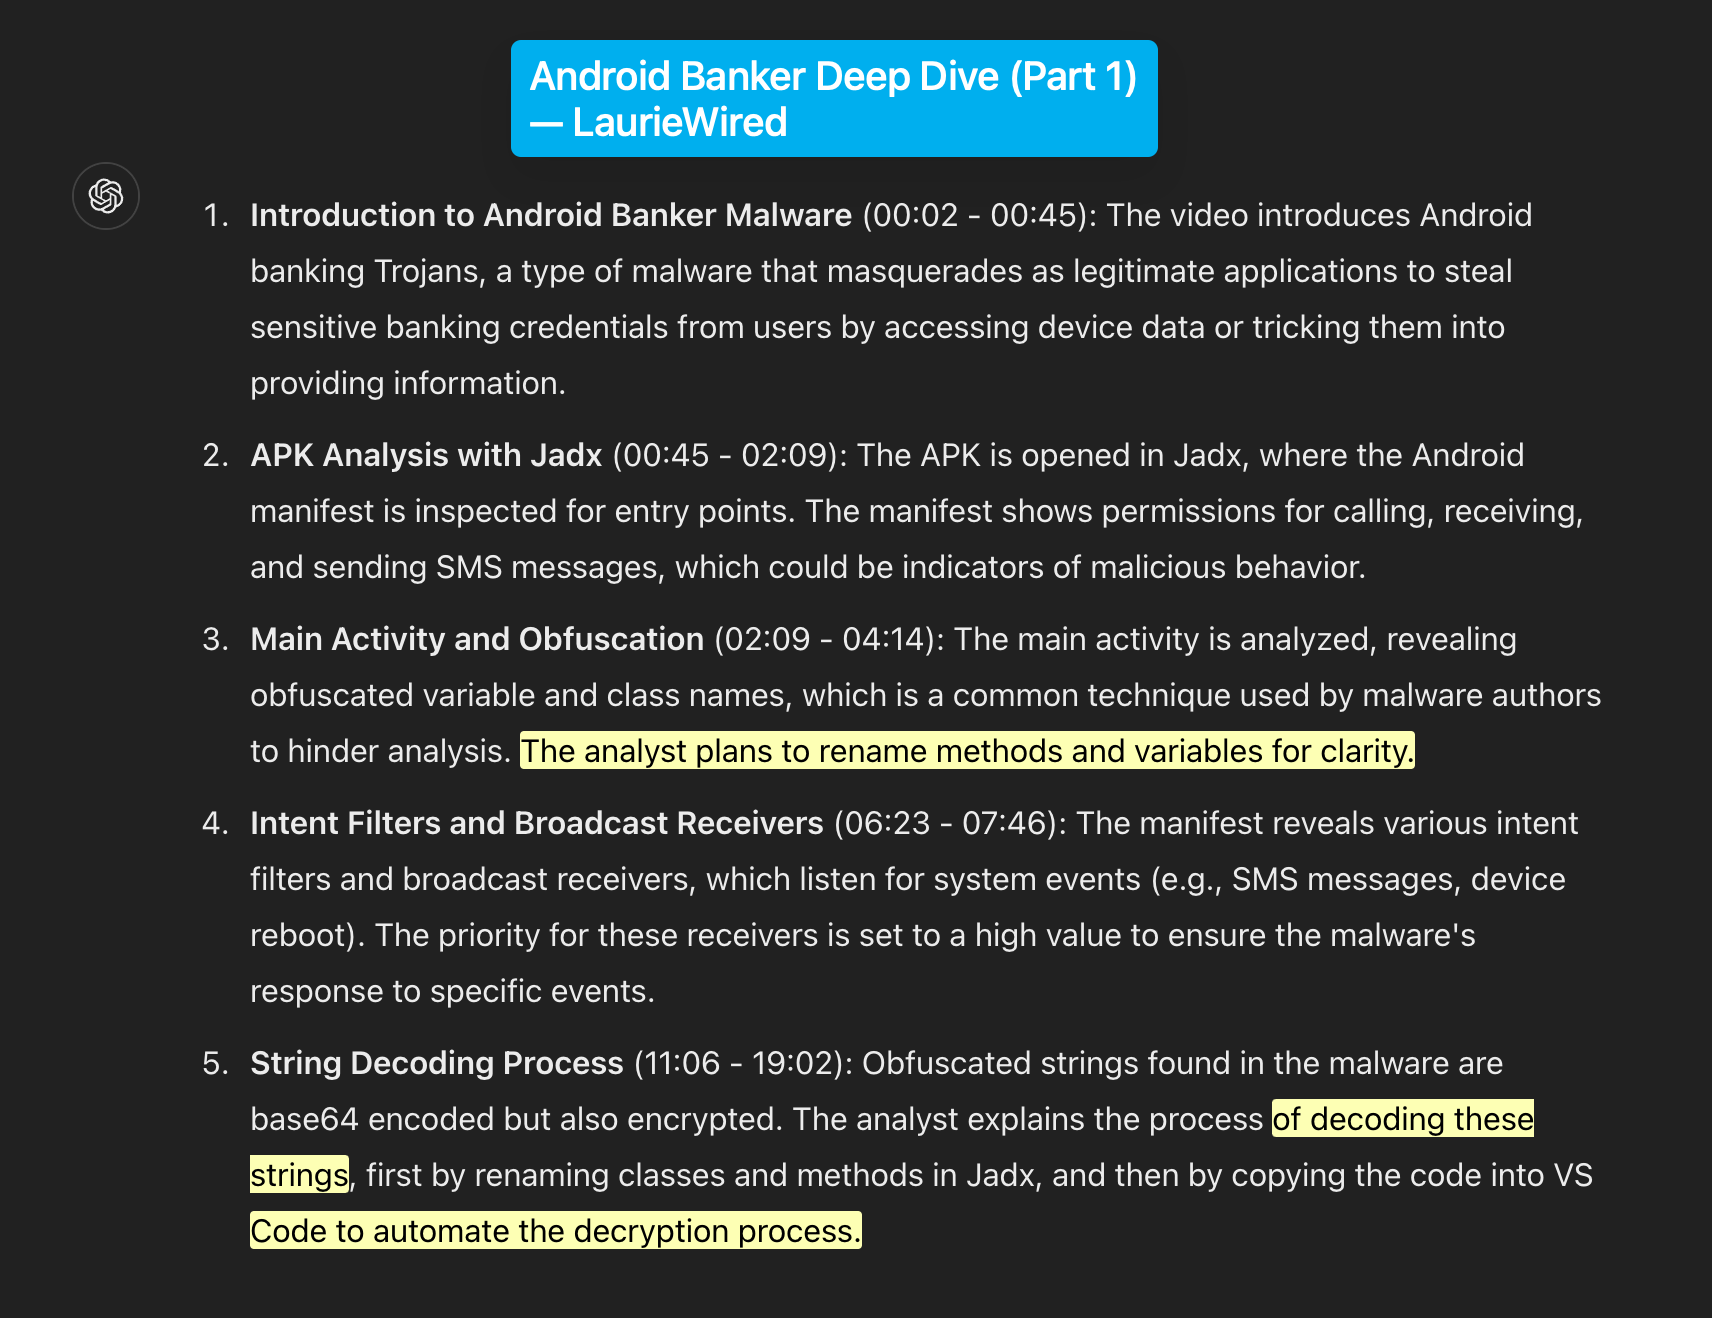 Android Banker Deep Dive (Part 1)
— LaurieWired
1. Introduction to Android Banker Malware (00:02 - 00:45): The video introduces Android
banking Trojans, a type of malware that masquerades as legitimate applications to steal
sensitive banking credentials from users by accessing device data or tricking them into
providing information.
2. APK Analysis with Jadx (00:45 - 02:09): The APK is opened in Jadx, where the Android
manifest is inspected for entry points. The manifest shows permissions for calling, receiving,
and sending SMS messages, which could be indicators of malicious behavior.
3. Main Activity and Obfuscation (02:09 - 04:14): The main activity is analyzed, revealing
obfuscated variable and class names, which is a common technique used by malware authors
to hinder analysis. The analyst plans to rename methods and variables for clarity.
4. Intent Filters and Broadcast Receivers (06:23 - 07:46): The manifest reveals various intent
filters and broadcast receivers, which listen for system events (e.g., SMS messages, device
reboot). The priority for these receivers is set to a high value to ensure the malware's
response to specific events.
5. String Decoding Process (11:06 - 19:02): Obfuscated strings found in the malware are
base64 encoded but also encrypted. The analyst explains the process of decoding these
strings, first by renaming classes and methods in Jadx, and then by copying the code into VS
Code to automate the decryption process.